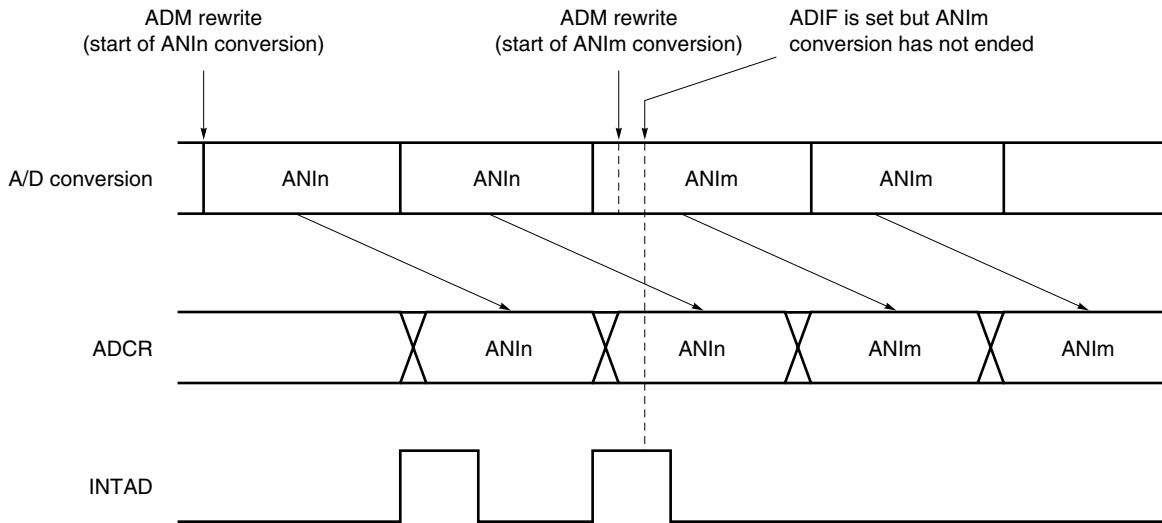 ADM rewrite
(start of ANIn conversion)
ADM rewrite
(start of ANIm conversion)
ADIF is set but ANIm
conversion has not ended
A/D conversion
ANIn
ANIn
ANIm
ANIm
ADCR
ANIn
ANIn
ANIm
ANIm
INTAD